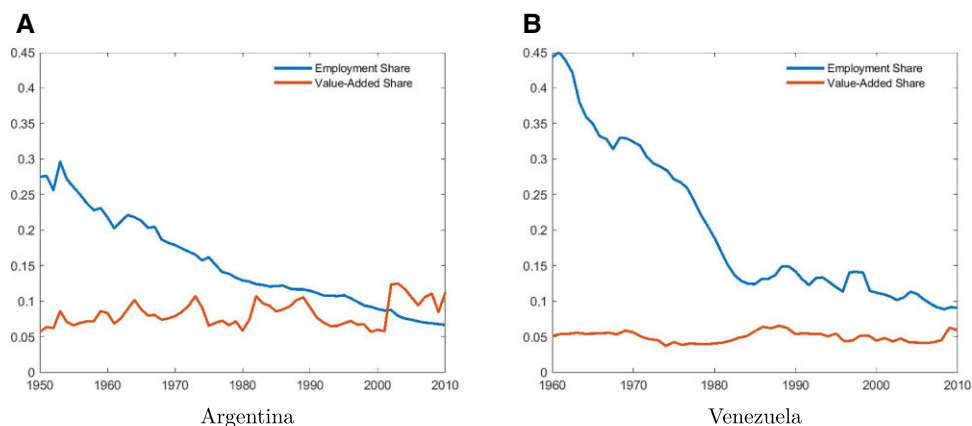 A
0.45
0.4
0.35
0.3
0.25
0.2
0.15
0.1
0.05
0
Employment Share
Value-Added Share
1950 1960 1970 1980 1990 2000 2010
Argentina
B
0.45
0.4
0.35
0.3
0.25
0.2
0.15
0.1
0.05
0
Employment Share
Value-Added Share
1960 1970 1980 1990 2000 2010
Venezuela